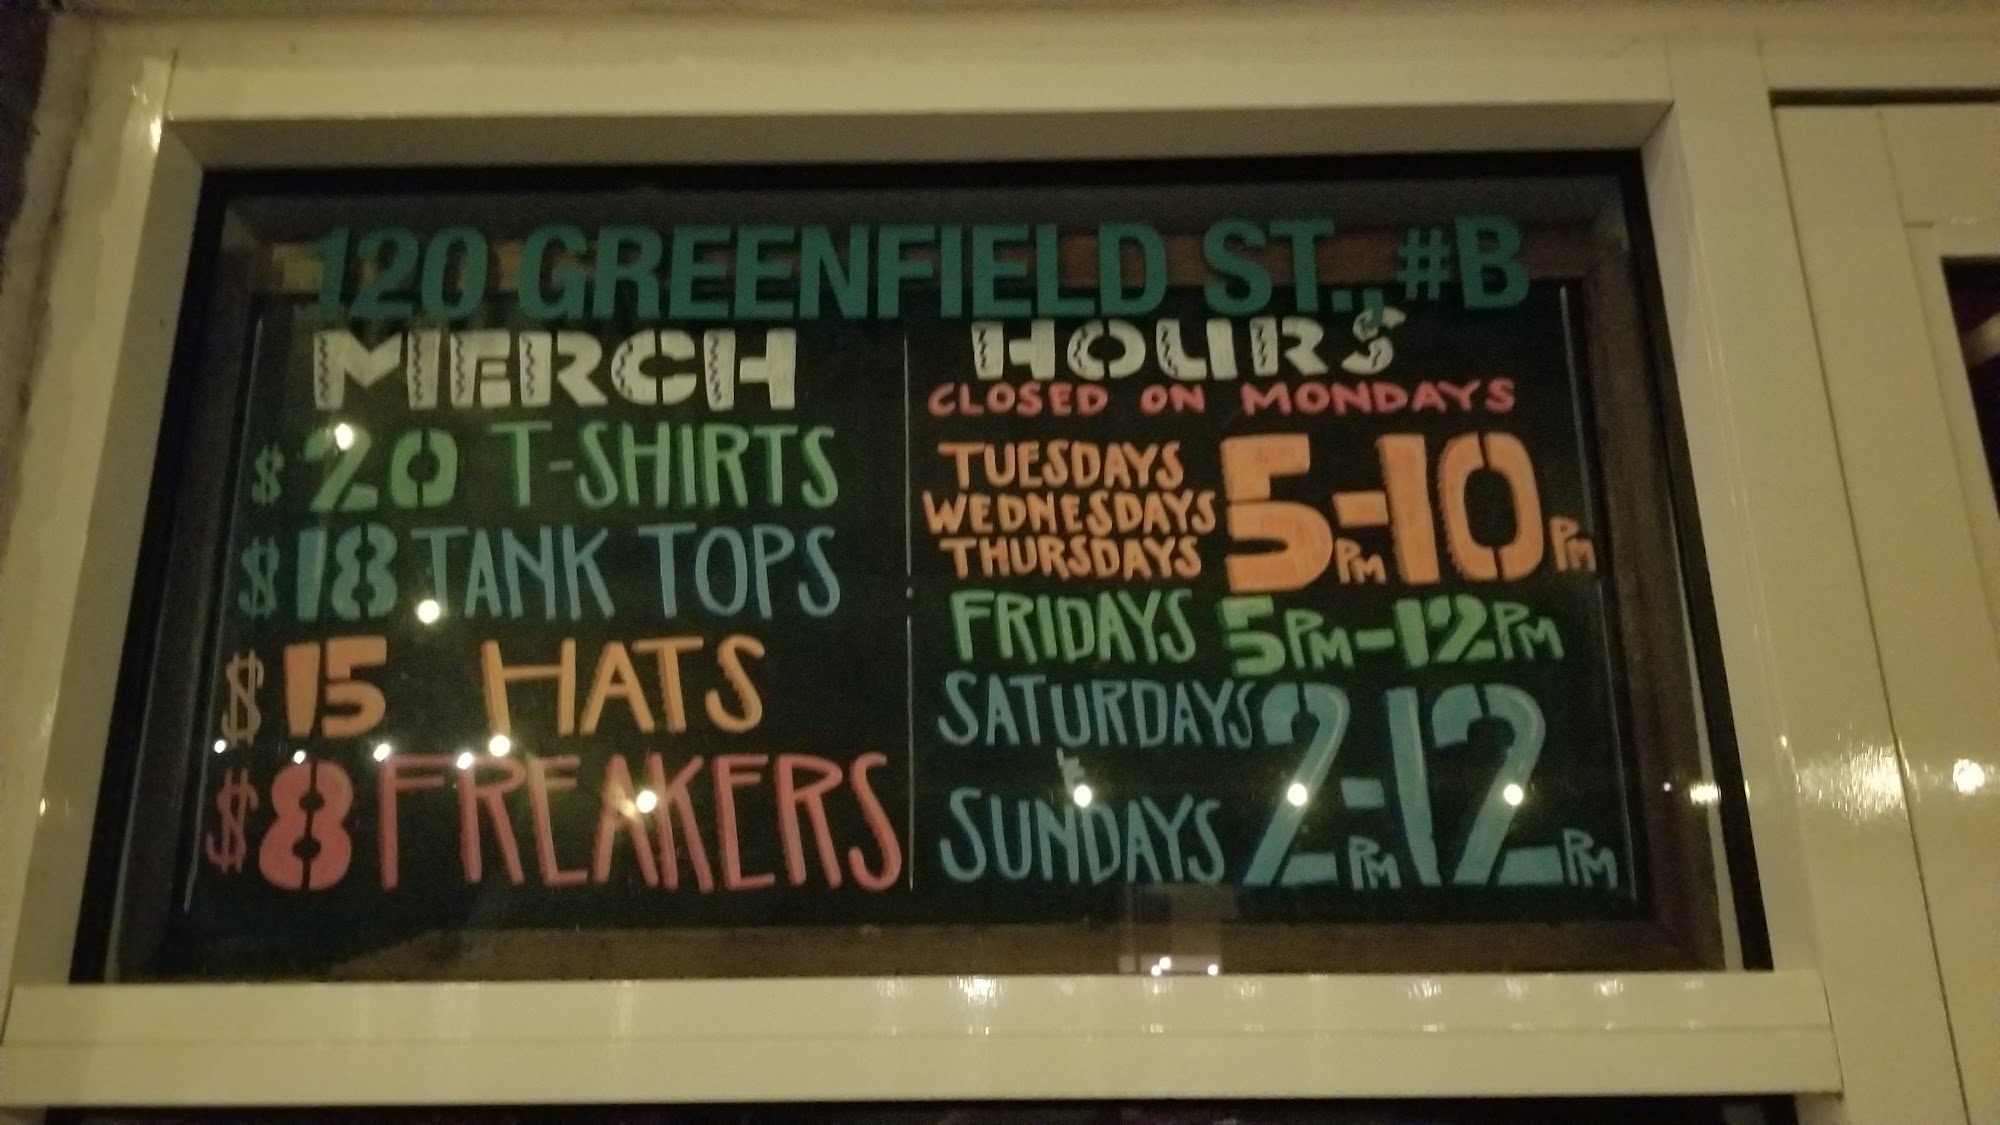 120 GREENFIELD ST., #B
MERCH
$20 T-SHIRTS
$18 TANK TOPS
$15 HATS
$8 FREAKERS
HOURS
CLOSED ON MONDAYS
TUESDAYS
WEDNESDAYS
THURSDAYS
5PM-10PM
FRIDAYS 5PM-12PM
SATURDAYS
&
SUNDAYS
2PM-12PM